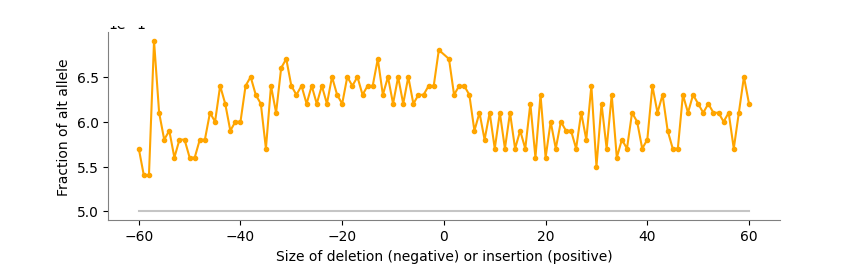 Fraction of alt allele
6.5
6.0
5.5
5.0
−60 −40 −20 0 20 40 60
Size of deletion (negative) or insertion (positive)